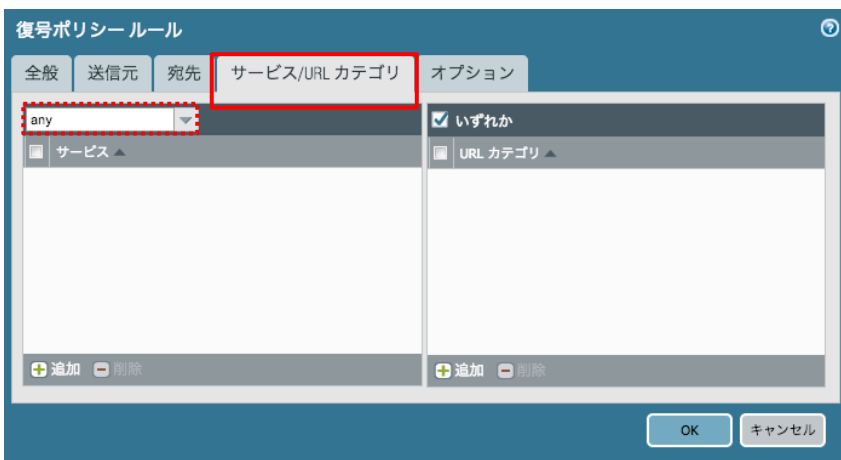 復号ポリシー ルール
全般 送信元 宛先 サービス/URL カテゴリ オプション
any
サービス
追加 削除
いずれか
URL カテゴリ
追加 削除
OK キャンセル